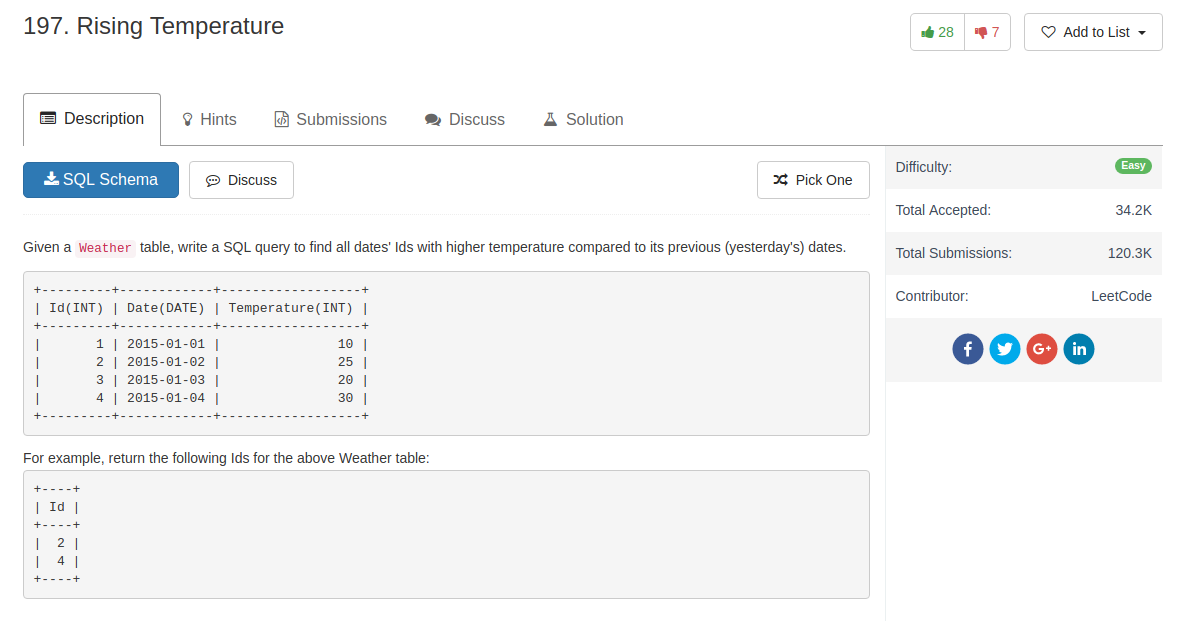 197. Rising Temperature
28
7
Add to List
Description
Hints
Submissions
Discuss
Solution
SQL Schema
Discuss
Pick One
Given a Weather table, write a SQL query to find all dates' Ids with higher temperature compared to its previous (yesterday's) dates.
+---------+------------+------------------+
| Id(INT) | Date(DATE) | Temperature(INT) |
+---------+------------+------------------+
|       1 | 2015-01-01 |               10 |
|       2 | 2015-01-02 |               25 |
|       3 | 2015-01-03 |               20 |
|       4 | 2015-01-04 |               30 |
+---------+------------+------------------+
For example, return the following Ids for the above Weather table:
+----+
| Id |
+----+
|  2 |
|  4 |
+----+
Difficulty:
Easy
Total Accepted:
34.2K
Total Submissions:
120.3K
Contributor:
LeetCode
f
G+
in